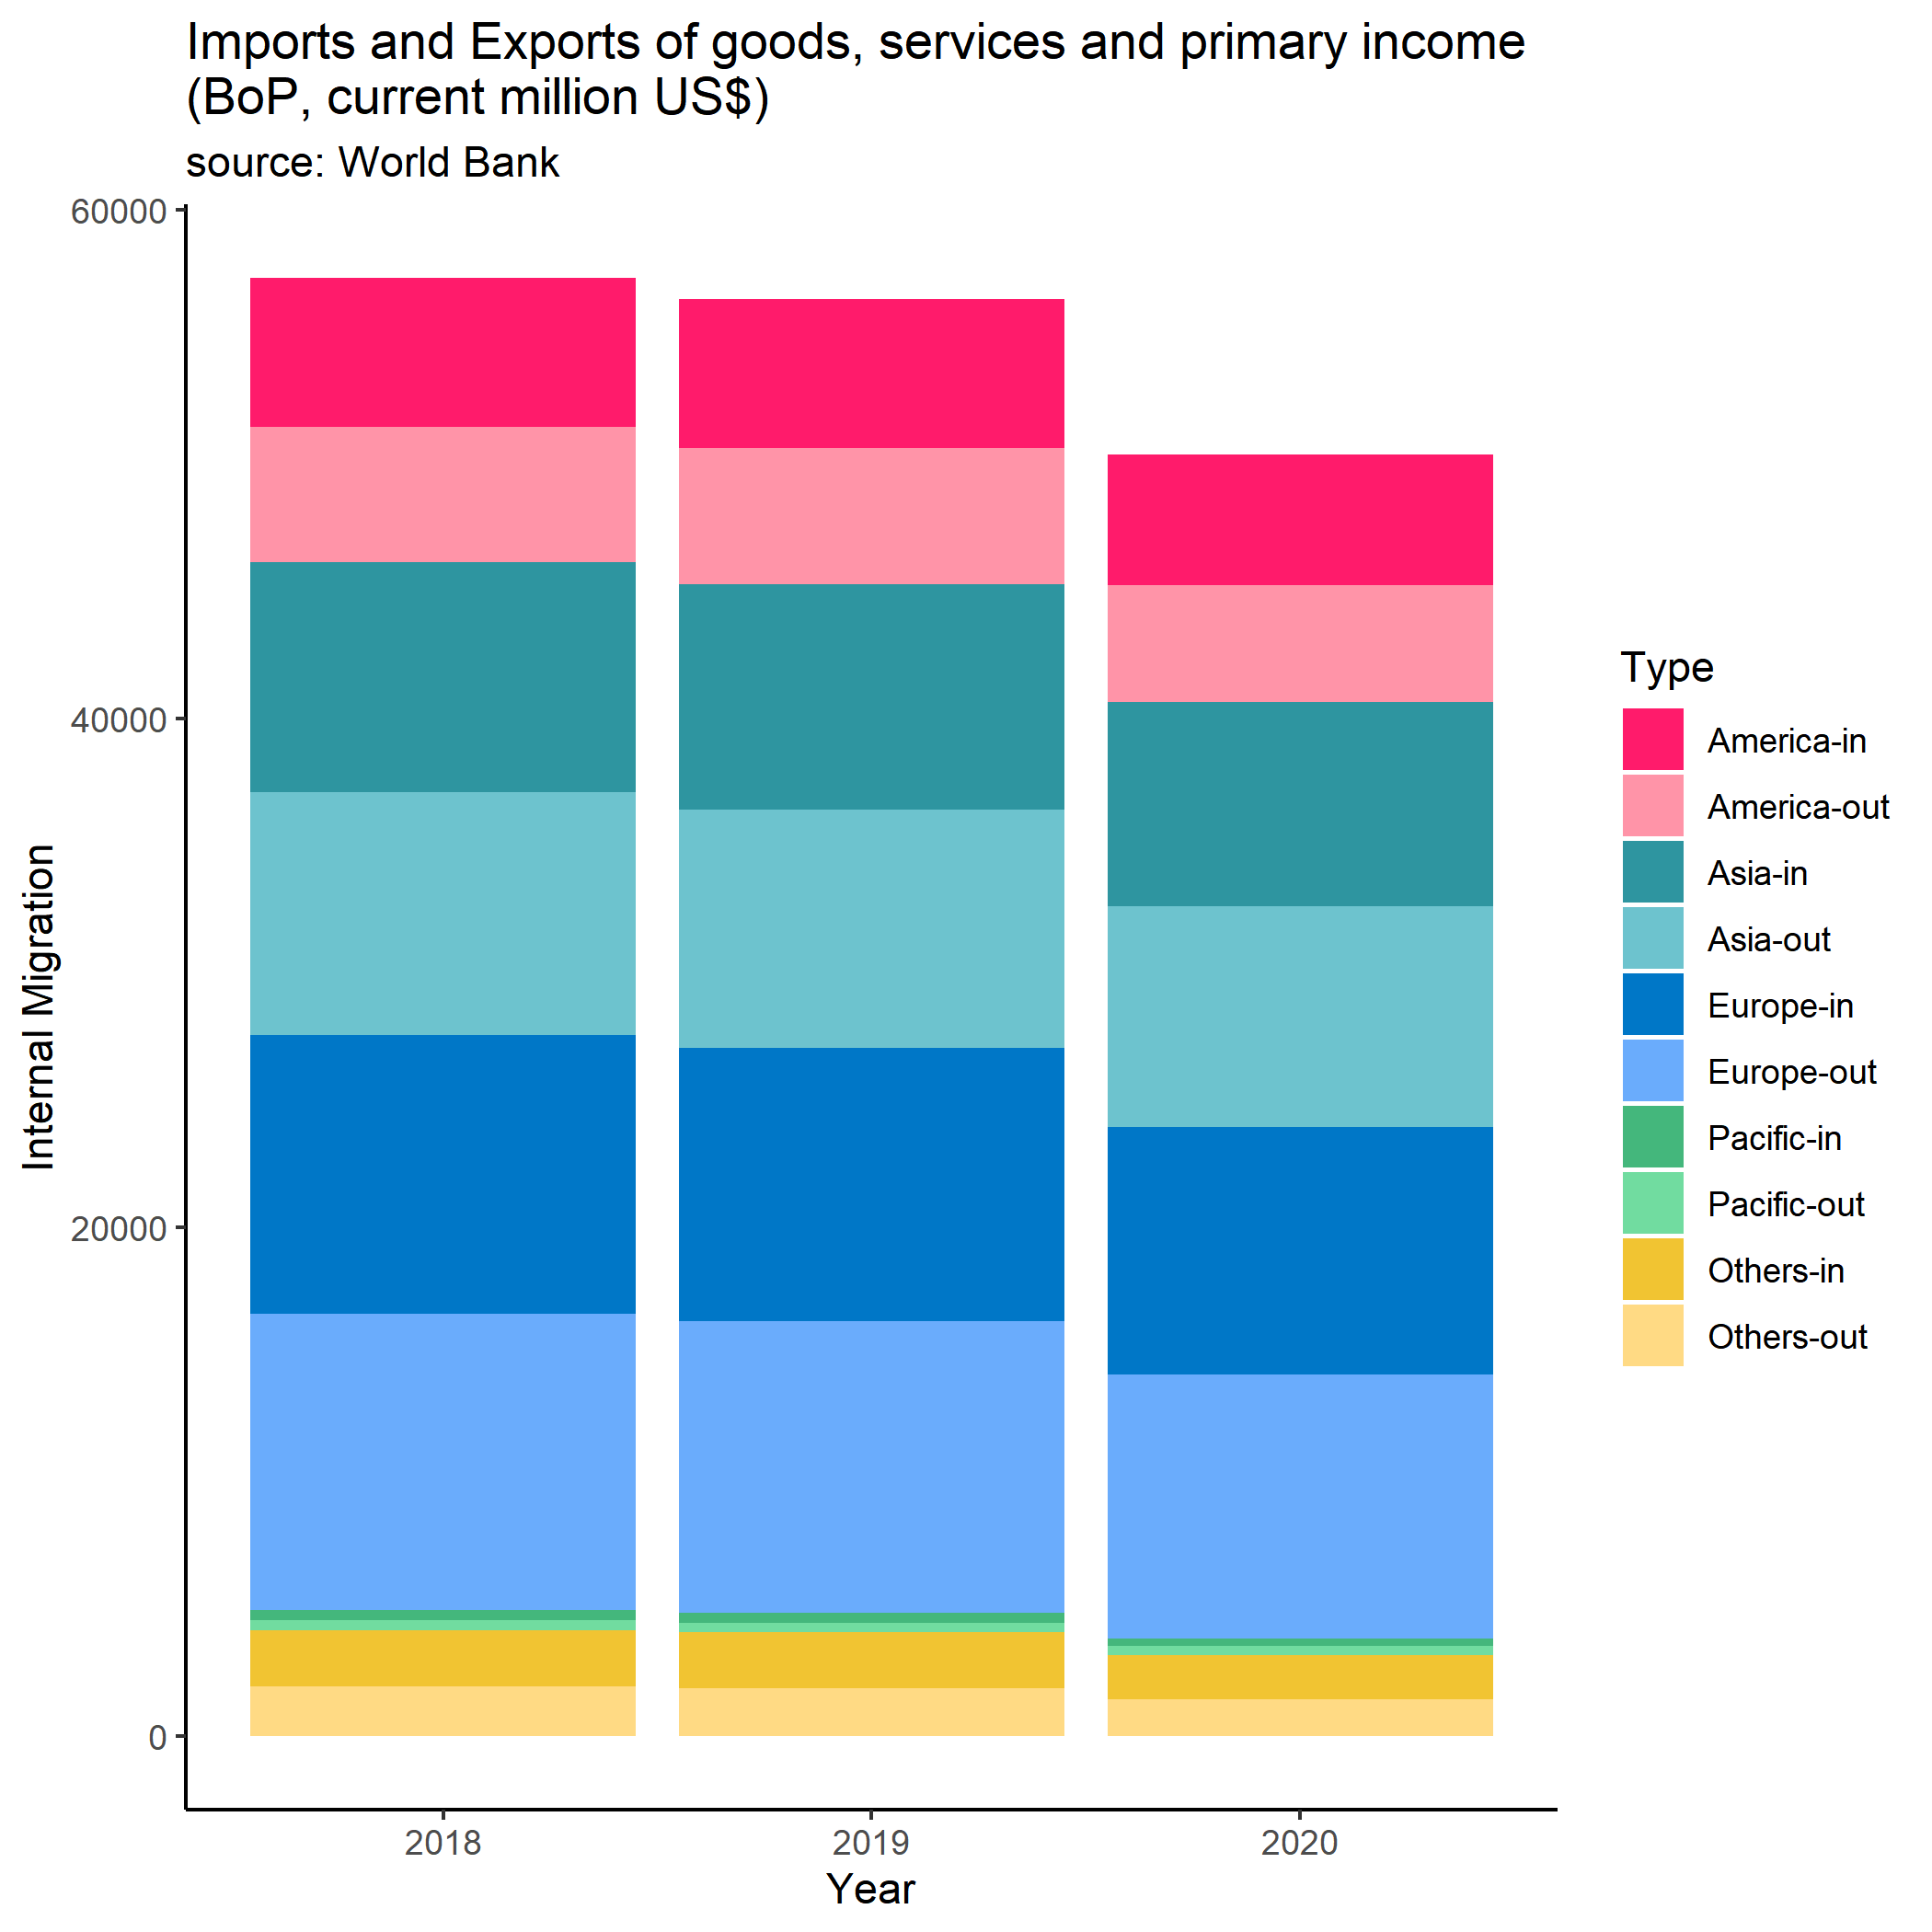 Imports and Exports of goods, services and primary income
(BoP, current million US$)
source: World Bank
60000
40000
20000
0
Internal Migration
2018
2019
2020
Year
Type
America-in
America-out
Asia-in
Asia-out
Europe-in
Europe-out
Pacific-in
Pacific-out
Others-in
Others-out